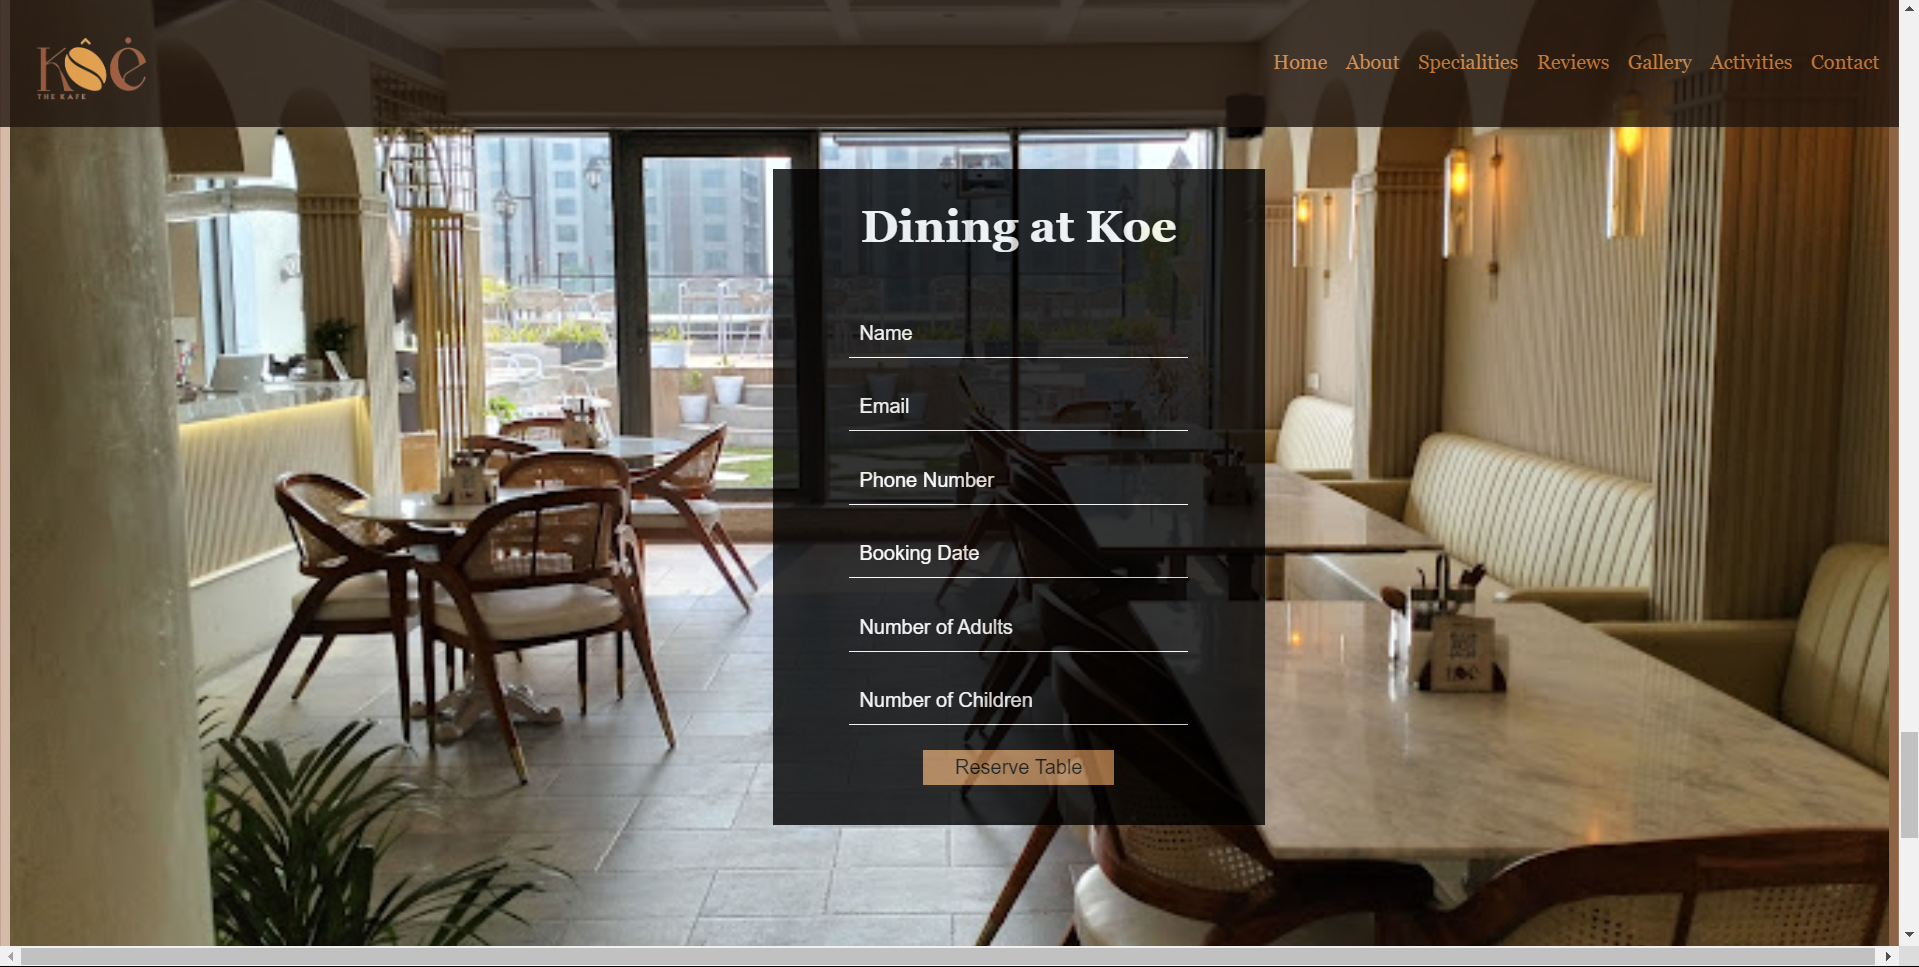 Kôė
THE KAFE
Home About Specialities Reviews Gallery Activities Contact
Dining at Koe
Name
Email
Phone Number
Booking Date
Number of Adults
Number of Children
Reserve Table